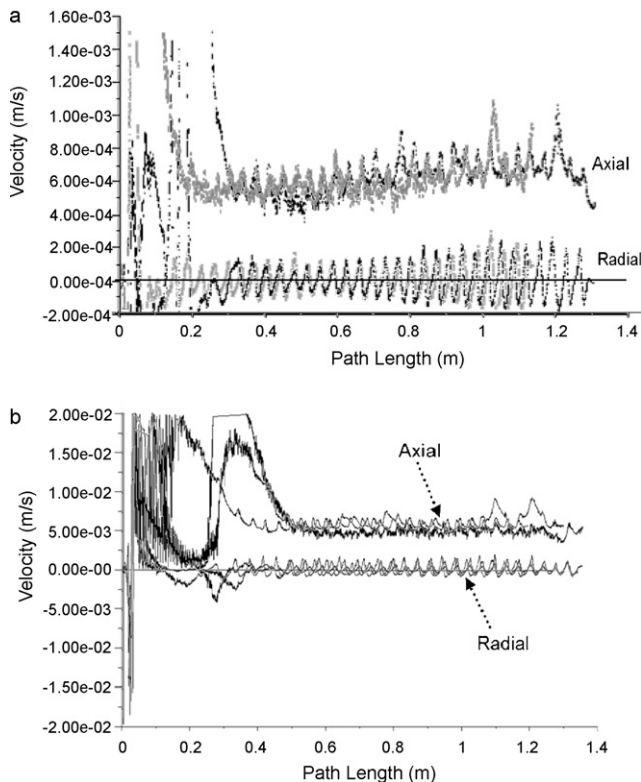 a
1.60e-03
1.40e-03
1.20e-03
1.00e-03
8.00e-04
6.00e-04
4.00e-04
2.00e-04
0.00e-04
-2.00e-04
Velocity (m/s)
Axial
Radial
0 0.2 0.4 0.6 0.8 1 1.2 1.4
Path Length (m)
b
2.00e-02
1.50e-02
1.00e-02
5.00e-03
0.00e-00
-5.00e-03
-1.00e-02
-1.50e-02
-2.00e-02
Velocity (m/s)
Axial
Radial
0 0.2 0.4 0.6 0.8 1 1.2 1.4
Path Length (m)